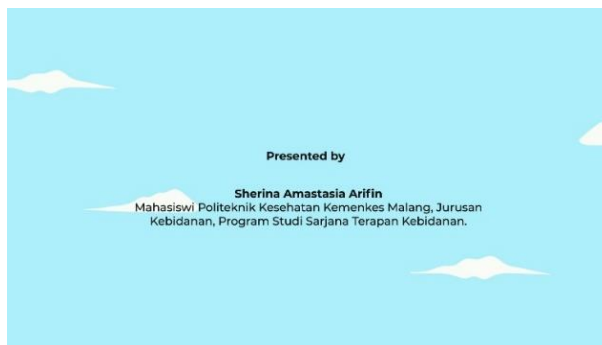 Presented by
Sherina Amastasia Arifin
Mahasiswi Politeknik Kesehatan Kemenkes Malang, Jurusan
Kebidanan, Program Studi Sarjana Terapan Kebidanan.